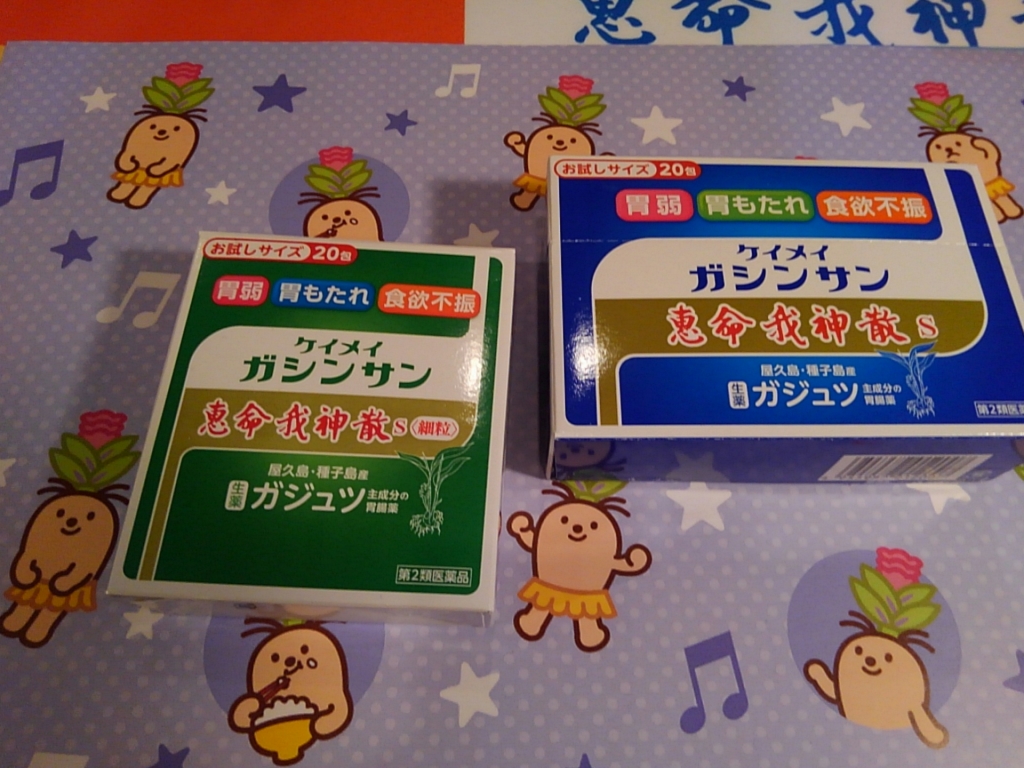 恵命我神
お試しサイズ 20包
胃弱 胃もたれ 食欲不振
ケイメイ
ガシンサン
恵命我神散S〈細粒〉
屋久島・種子島産
生薬 ガジュツ 主成分の胃腸薬
第2類医薬品
お試しサイズ 20包
胃弱 胃もたれ 食欲不振
ケイメイ
ガシンサン
恵命我神散S
屋久島・種子島産
生薬 ガジュツ 主成分の胃腸薬
第2類医薬